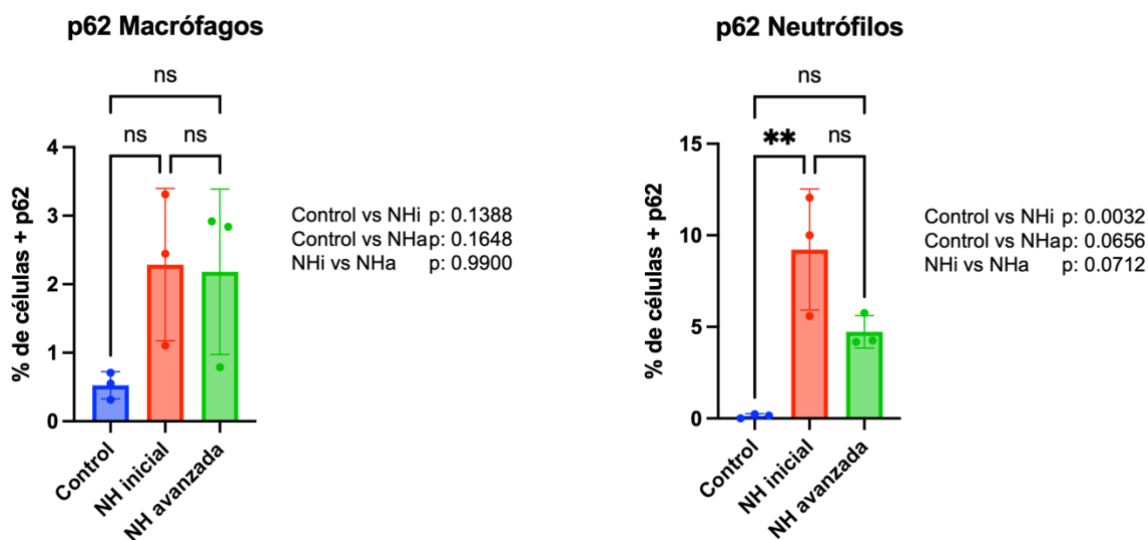 p62 Macrófagos
ns
ns
ns
4
3
2
1
0
% de células + p62
Control
NH inicial
NH avanzada
Control vs NHi p: 0.1388
Control vs NHa p: 0.1648
NHi vs NHa p: 0.9900
p62 Neutrófilos
ns
**
ns
15
10
5
0
% de células + p62
Control
NH inicial
NH avanzada
Control vs NHi p: 0.0032
Control vs NHa p: 0.0656
NHi vs NHa p: 0.0712